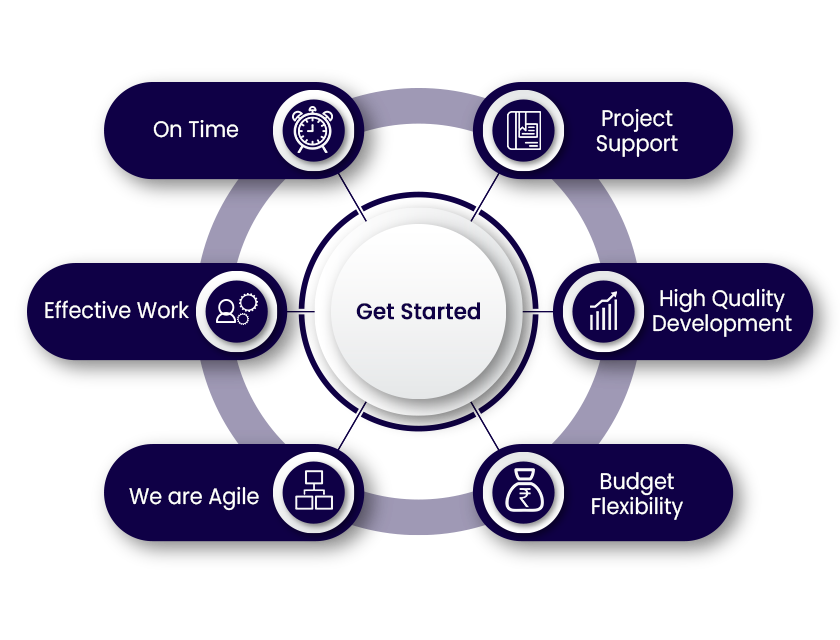 On Time
Project
Support
Effective Work
Get Started
High Quality
Development
We are Agile
Budget
Flexibility
₹